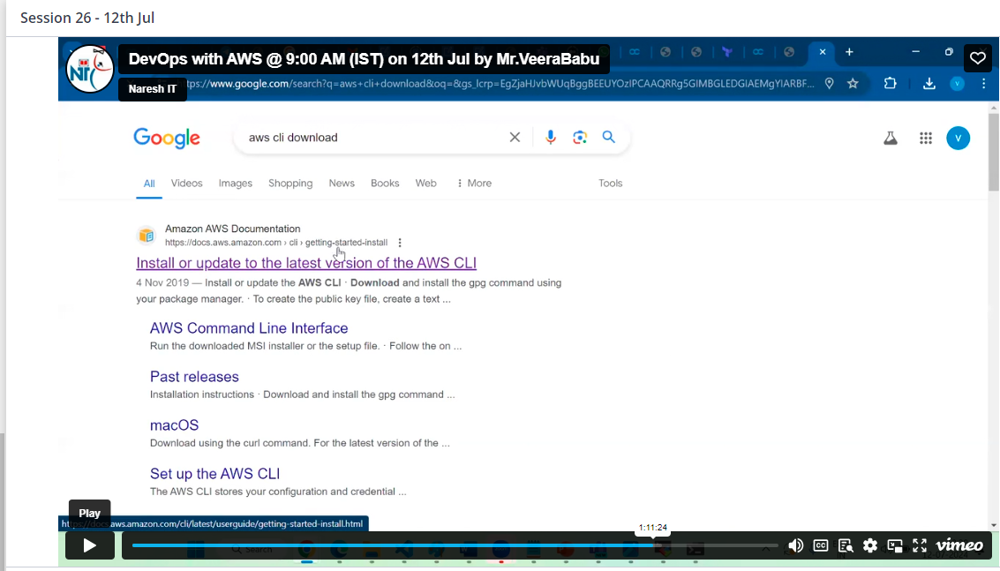 Session 26 - 12th Jul
DevOps with AWS @ 9:00 AM (IST) on 12th Jul by Mr.VeeraBabu
Naresh IT
tps://www.google.com/search?q=aws+cli+download&oq=&gs_lcrp=EgZjaHJvbWUqBggBEEUYOzIPCAAQRRg5GIMBGLEDGIAEMgYIARBF...
Google
aws cli download
V
All Videos Images Shopping News Books Web More Tools
Amazon AWS Documentation
https://docs.aws.amazon.com › cli › getting-started-install
Install or update to the latest version of the AWS CLI
4 Nov 2019 — Install or update the AWS CLI · Download and install the gpg command using
your package manager. · To create the public key file, create a text ...
AWS Command Line Interface
Run the downloaded MSI installer or the setup file. · Follow the on ...
Past releases
Installation instructions · Download and install the gpg command ...
macOS
Download using the curl command. For the latest version of the ...
Set up the AWS CLI
The AWS CLI stores your configuration and credential ...
Play
https://docs.aws.amazon.com/cli/latest/userguide/getting-started-install.html
1:11:24
Search
CC
vimeo